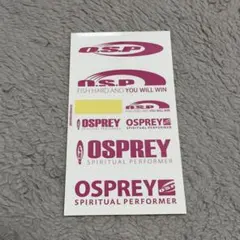 O.S.P
O.S.P
FISH HARD AND YOU WILL WIN
O.S.P
OSPREY
OSPREY
SPIRITUAL PERFORMER
OSPREY
SPIRITUAL PERFORMER
OSPREY
SPIRITUAL PERFORMER